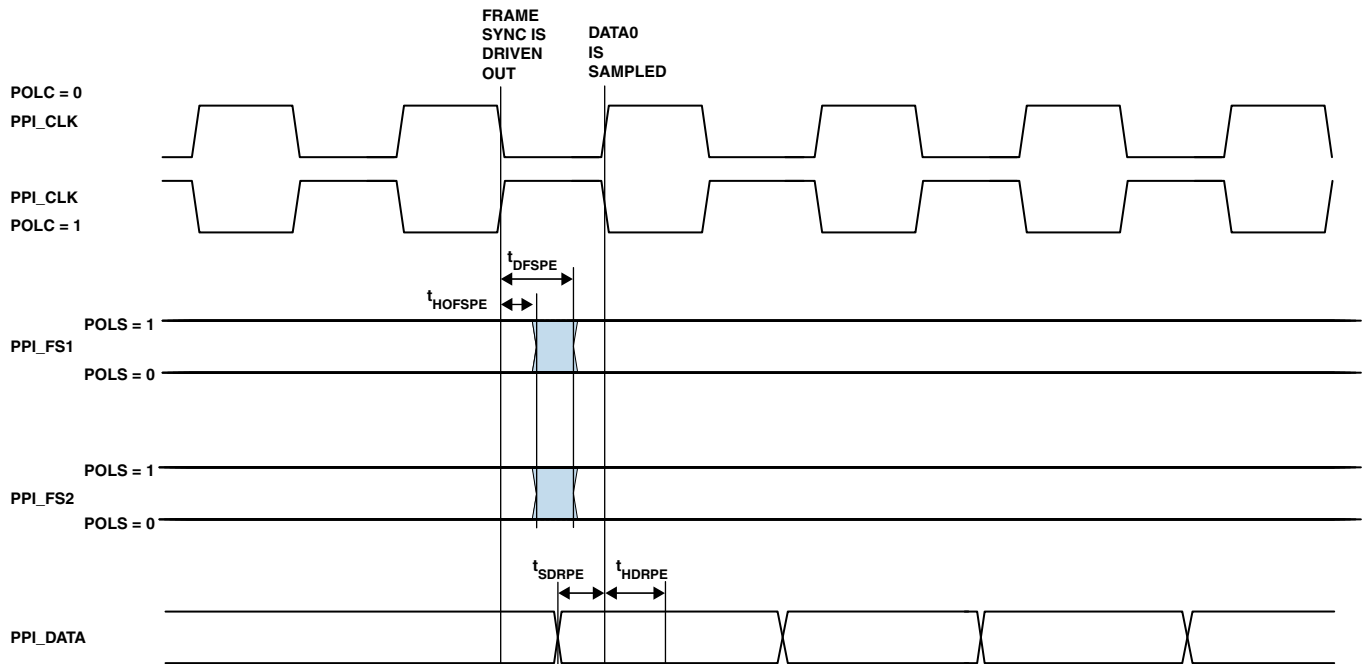 FRAME
SYNC IS
DRIVEN
OUT
DATA0
IS
SAMPLED
POLC = 0
PPI_CLK
PPI_CLK
POLC = 1
tDFSPE
tHOFSPE
POLS = 1
PPI_FS1
POLS = 0
POLS = 1
PPI_FS2
POLS = 0
tSDRPE
tHDRPE
PPI_DATA